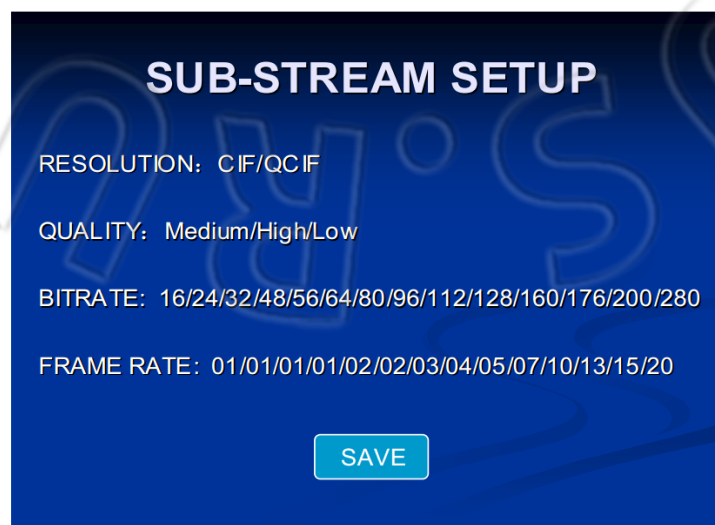 SUB-STREAM SETUP
RESOLUTION: CIF/QCIF
QUALITY: Medium/High/Low
BITRATE: 16/24/32/48/56/64/80/96/112/128/160/176/200/280
FRAME RATE: 01/01/01/01/02/02/03/04/05/07/10/13/15/20
SAVE